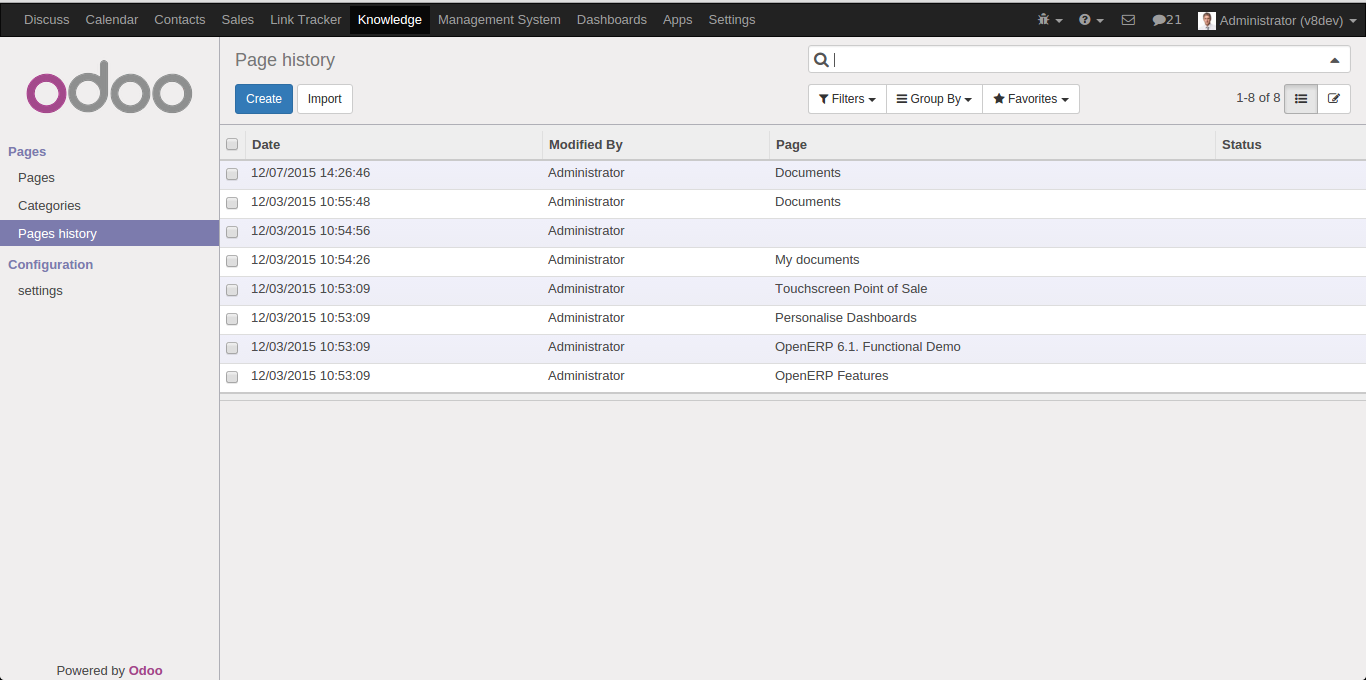 Discuss Calendar Contacts Sales Link Tracker Knowledge Management System Dashboards Apps Settings 21 Administrator (v8dev)
odoo
Page history
Create Import Filters Group By Favorites 1-8 of 8
Pages
Pages
Categories
Pages history
Configuration
settings
Date Modified By Page Status
12/07/2015 14:26:46 Administrator Documents
12/03/2015 10:55:48 Administrator Documents
12/03/2015 10:54:56 Administrator
12/03/2015 10:54:26 Administrator My documents
12/03/2015 10:53:09 Administrator Touchscreen Point of Sale
12/03/2015 10:53:09 Administrator Personalise Dashboards
12/03/2015 10:53:09 Administrator OpenERP 6.1. Functional Demo
12/03/2015 10:53:09 Administrator OpenERP Features
Powered by Odoo